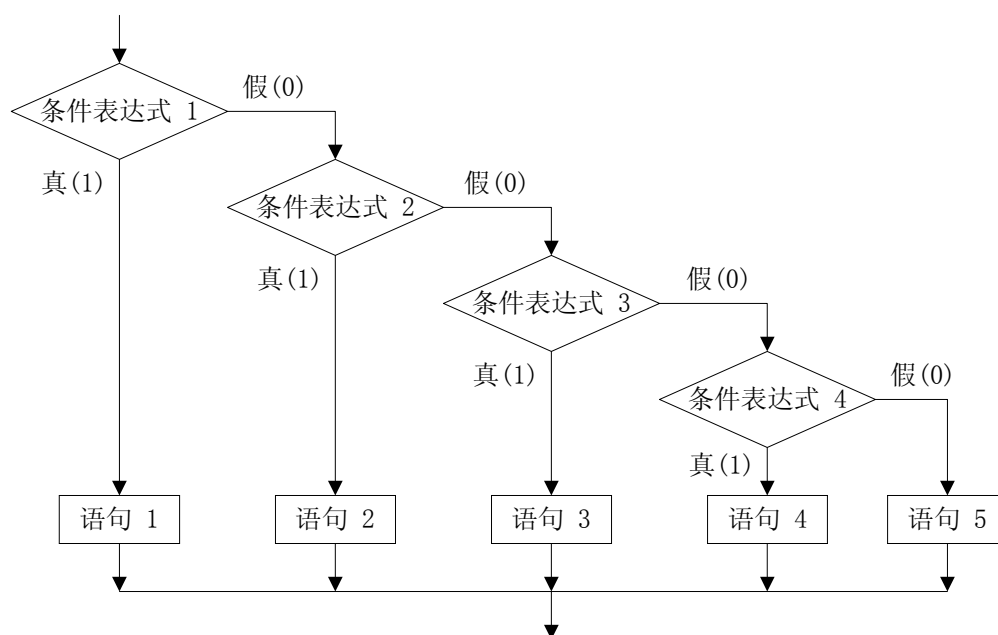 假(0)
条件表达式 1
真(1)
假(0)
条件表达式 2
真(1)
假(0)
条件表达式 3
真(1)
假(0)
条件表达式 4
真(1)
语句 1
语句 2
语句 3
语句 4
语句 5